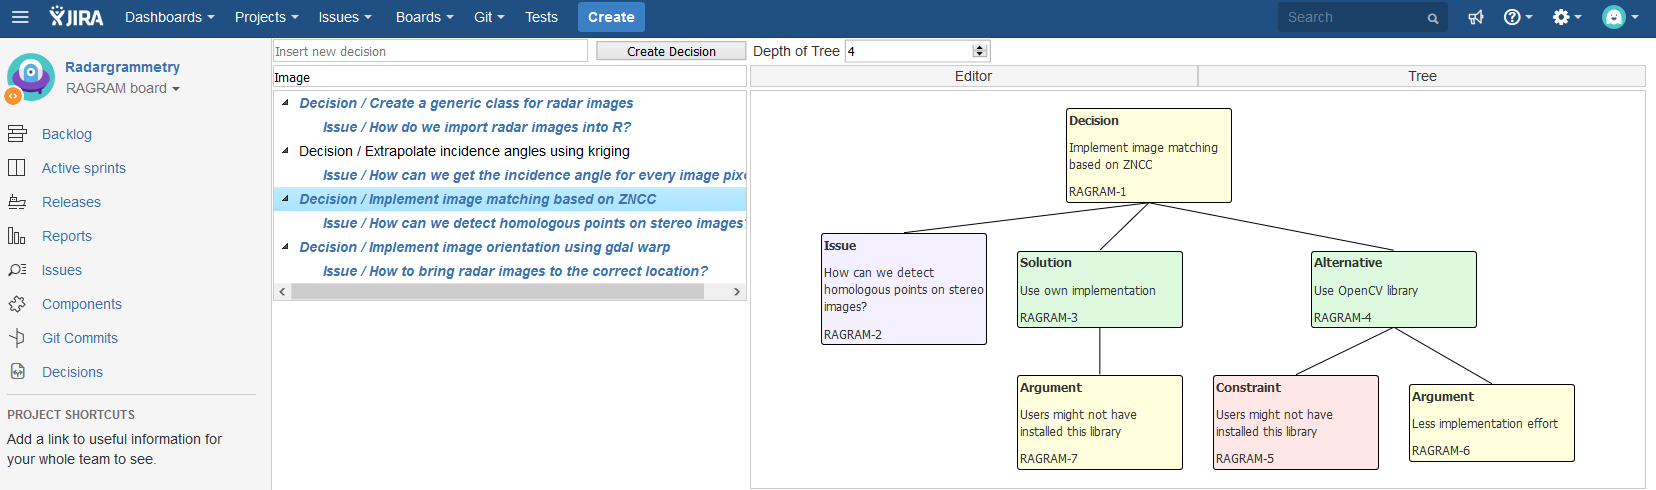 JIRA Dashboards Projects Issues Boards Git Tests Create Search
Radargrammetry
RAGRAM board
Backlog
Active sprints
Releases
Reports
Issues
Components
Git Commits
Decisions
PROJECT SHORTCUTS
Add a link to useful information for
your whole team to see.
Insert new decision Create Decision
Image
Decision / Create a generic class for radar images
Issue / How do we import radar images into R?
Decision / Extrapolate incidence angles using kriging
Issue / How can we get the incidence angle for every image pix
Decision / Implement image matching based on ZNCC
Issue / How can we detect homologous points on stereo images?
Decision / Implement image orientation using gdal warp
Issue / How to bring radar images to the correct location?
Depth of Tree 4
Editor Tree
Decision
Implement image matching
based on ZNCC
RAGRAM-1
Issue
How can we detect
homologous points on stereo
images?
RAGRAM-2
Solution
Use own implementation
RAGRAM-3
Alternative
Use OpenCV library
RAGRAM-4
Argument
Users might not have
installed this library
RAGRAM-7
Constraint
Users might not have
installed this library
RAGRAM-5
Argument
Less implementation effort
RAGRAM-6